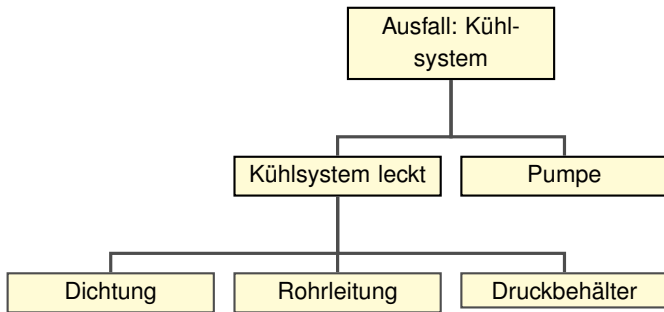 Ausfall: Kühl-
system
Kühlsystem leckt
Pumpe
Dichtung
Rohrleitung
Druckbehälter